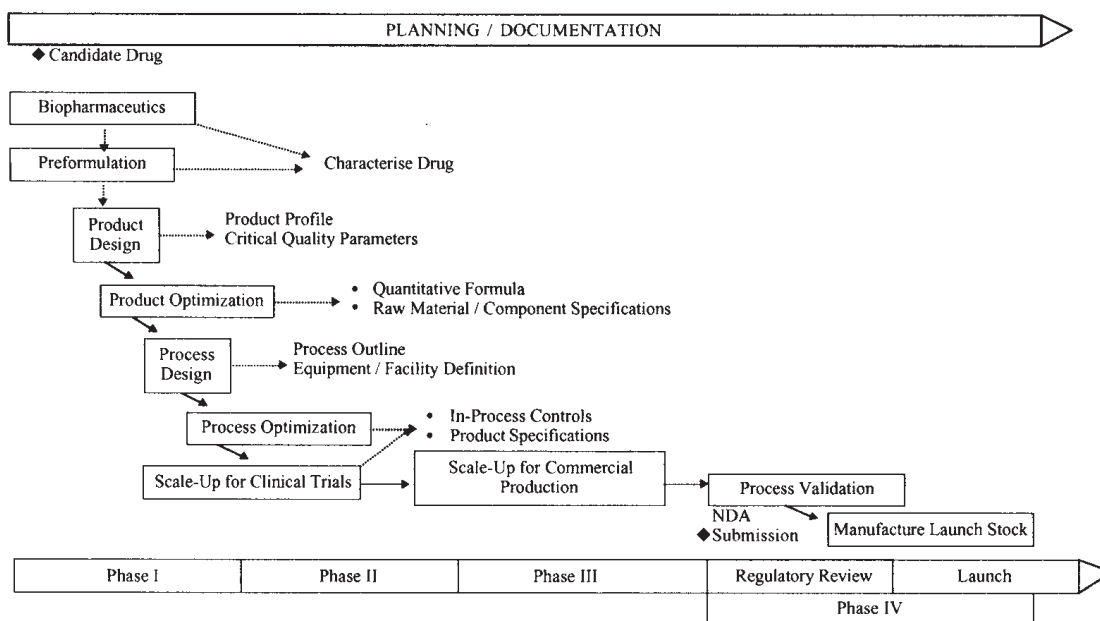 PLANNING / DOCUMENTATION
◆ Candidate Drug
Biopharmaceutics
Preformulation
Characterise Drug
Product
Design
Product Profile
Critical Quality Parameters
Product Optimization
• Quantitative Formula
• Raw Material / Component Specifications
Process
Design
Process Outline
Equipment / Facility Definition
Process Optimization
• In-Process Controls
• Product Specifications
Scale-Up for Clinical Trials
Scale-Up for Commercial
Production
Process Validation
NDA
◆ Submission
Manufacture Launch Stock
Phase I
Phase II
Phase III
Regulatory Review
Launch
Phase IV